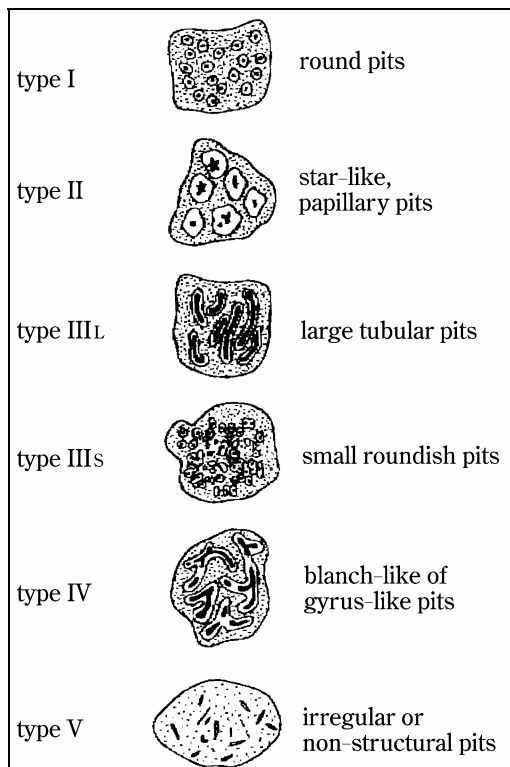 type I
round pits
type II
star-like,
papillary pits
type IIIL
large tubular pits
type IIIS
small roundish pits
type IV
blanch-like of
gyrus-like pits
type V
irregular or
non-structural pits